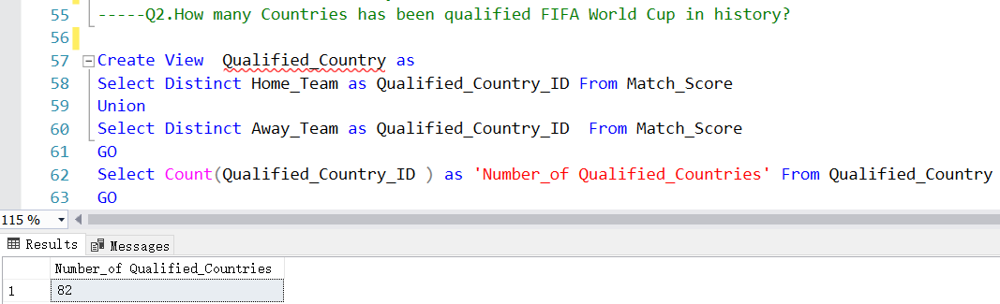 55 -----Q2.How many Countries has been qualified FIFA World Cup in history?
56
57 Create View  Qualified_Country as
58 Select Distinct Home_Team as Qualified_Country_ID From Match_Score
59 Union
60 Select Distinct Away_Team as Qualified_Country_ID  From Match_Score
61 GO
62 Select Count(Qualified_Country_ID ) as 'Number_of Qualified_Countries' From Qualified_Country
63 GO
115 %
Results Messages
Number_of Qualified_Countries
1 82